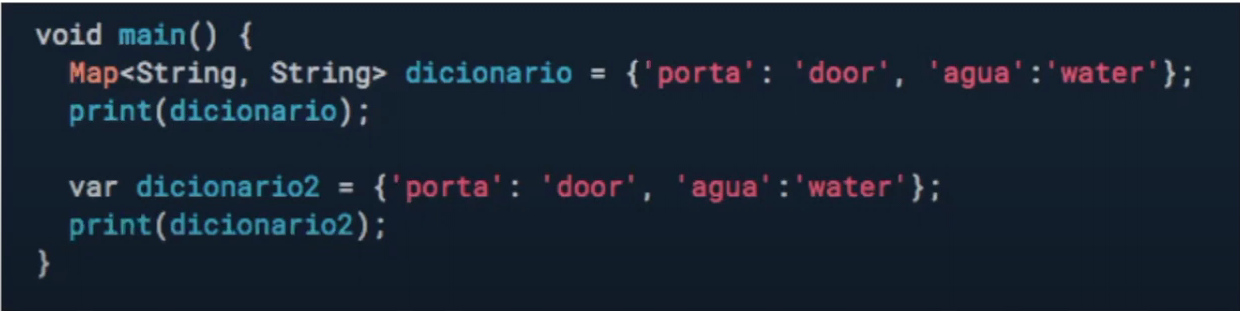 void main() {
Map<String, String> dicionario = {'porta': 'door', 'agua':'water'};
print(dicionario);
var dicionario2 = {'porta': 'door', 'agua':'water'};
print(dicionario2);
}